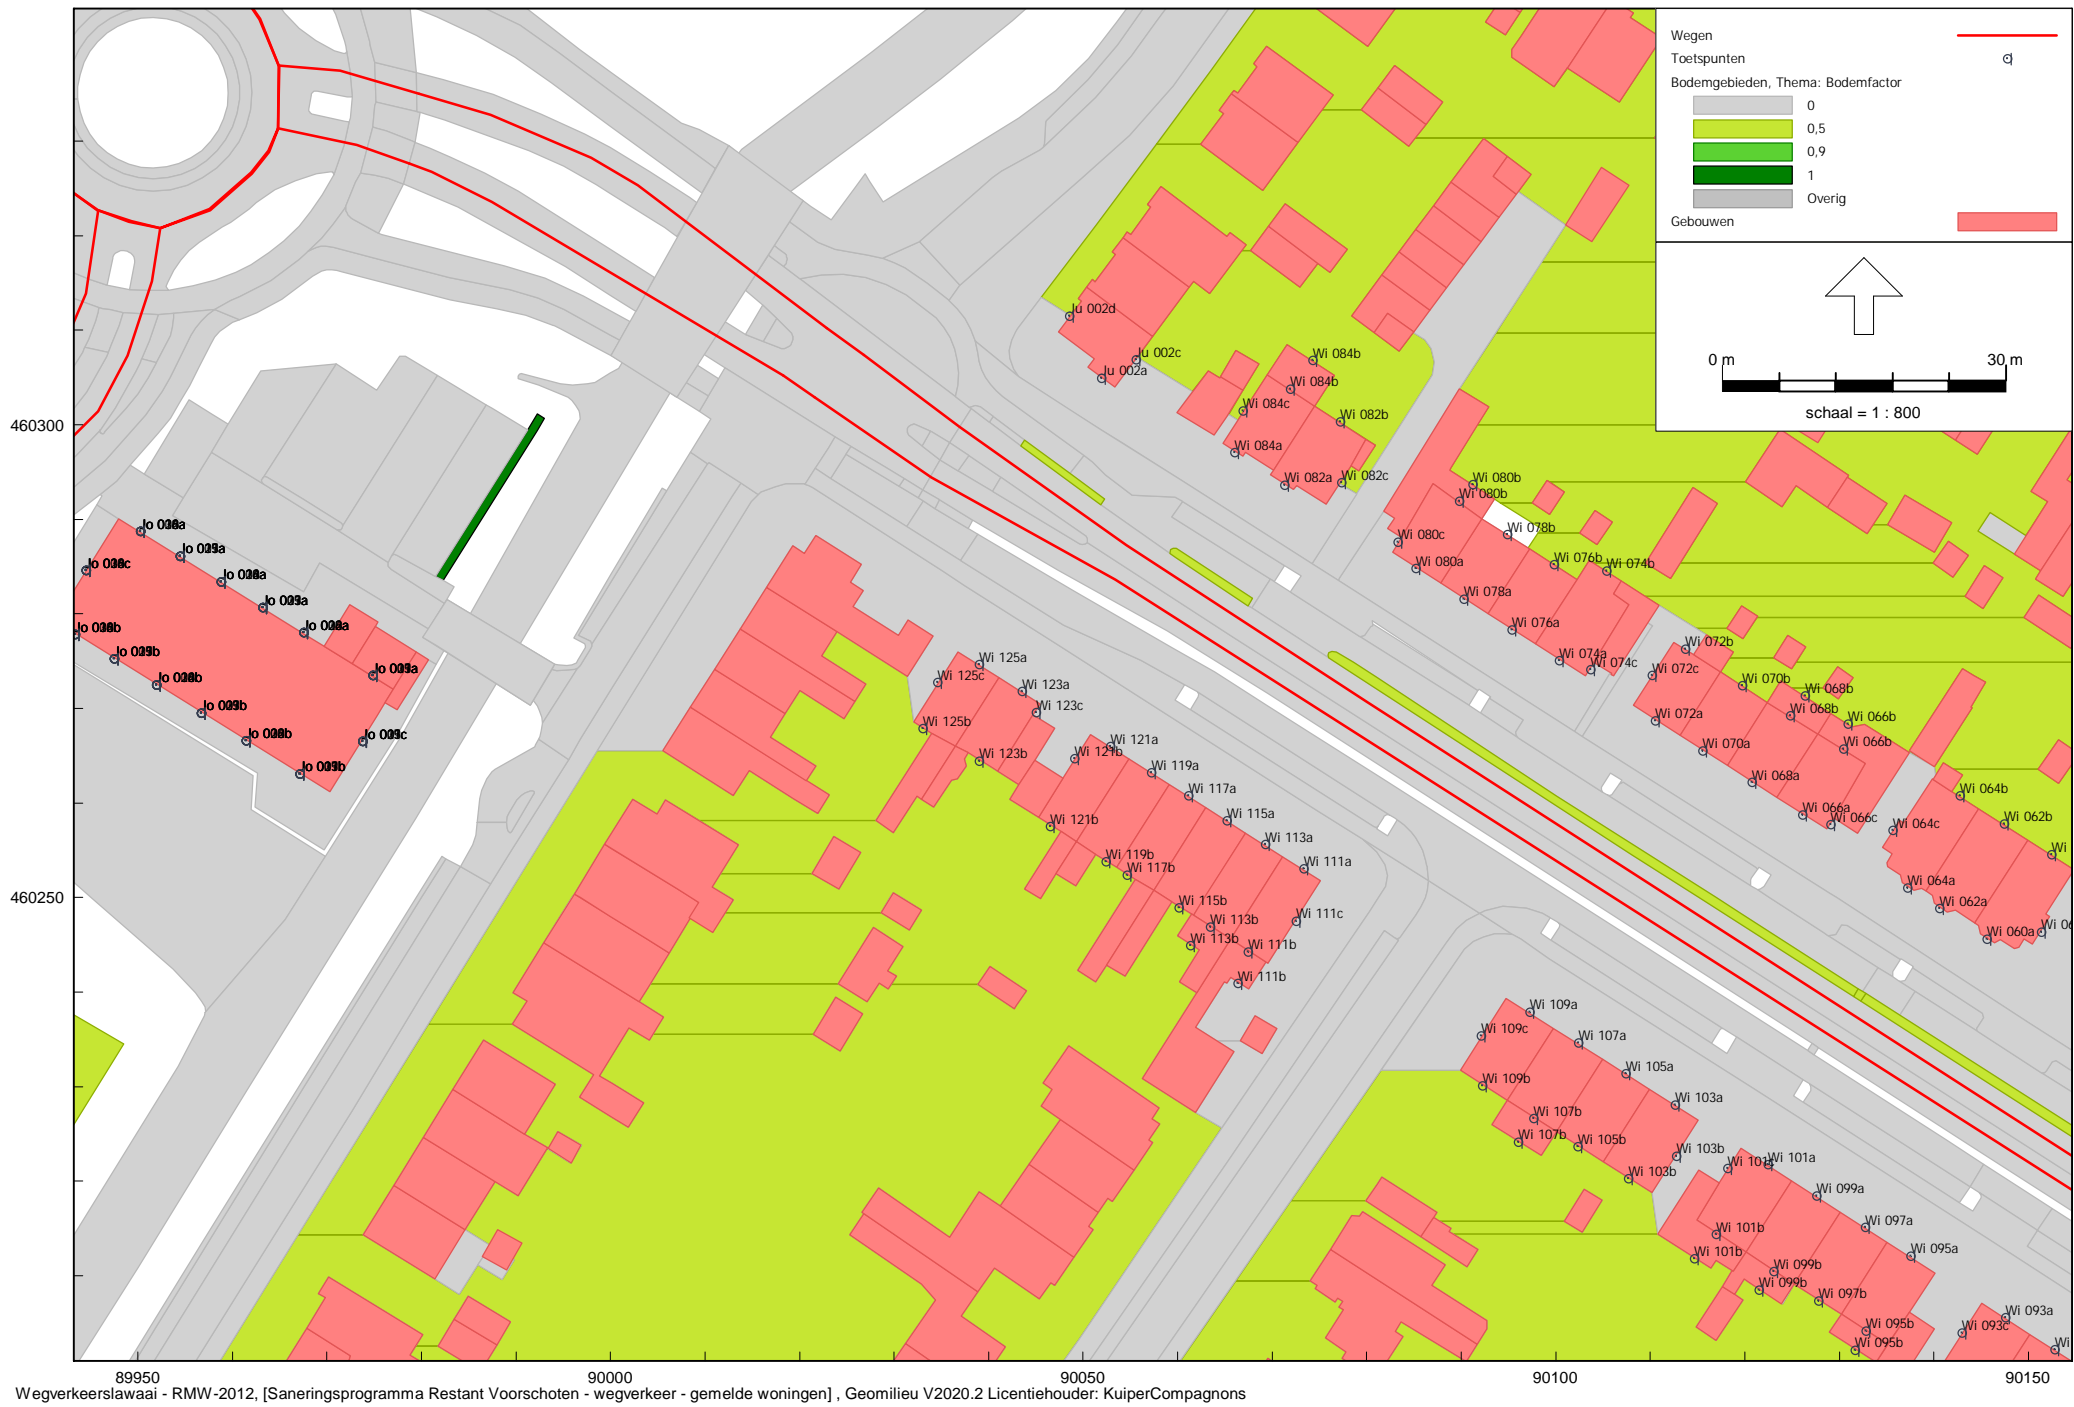 Wegen
Toetspunten
Bodemgebieden, Thema: Bodemfactor
0
0,5
0,9
1
Overig
Gebouwen
0 m 30 m
schaal = 1 : 800
Ju 002d
Ju 002c
Ju 002a
Wi 084b
Wi 084b
Wi 084c
Wi 082b
Wi 084a
Wi 082a
Wi 082c
460300
Wi 080b
Wi 080b
Wi 080c
Wi 078b
Wi 080a
Wi 076b
Wi 074b
Wi 078a
Wi 076a
Wi 074a
Wi 074c
Wi 072b
Wi 072c
Wi 070b
Wi 068b
Wi 068b
Wi 066b
Wi 072a
Wi 070a
Wi 066b
Wi 068a
Wi 066a
Wi 066c
Wi 064b
Wi 064c
Wi 062b
Wi
Wi 064a
Wi 062a
Wi 060a
Wi 06
Wi 125a
Wi 125c
Wi 123a
Wi 123c
Wi 125b
Wi 123b
Wi 121a
Wi 121b
Wi 119a
Wi 117a
Wi 115a
Wi 121b
Wi 113a
Wi 119b
Wi 117b
Wi 111a
460250
Wi 115b
Wi 113b
Wi 111c
Wi 113b
Wi 111b
Wi 111b
Wi 109a
Wi 109c
Wi 107a
Wi 105a
Wi 109b
Wi 103a
Wi 107b
Wi 107b
Wi 105b
Wi 103b
Wi 103b
Wi 101a
Wi 099a
Wi 101b
Wi 097a
Wi 101b
Wi 095a
Wi 099b
Wi 099b
Wi 097b
Wi 095b
Wi 095b
Wi 093a
Wi 093c
Wi
89950 90000 90050 90100 90150
Wegverkeerslawaai - RMW-2012, [Saneringsprogramma Restant Voorschoten - wegverkeer - gemelde woningen] , Geomilieu V2020.2 Licentiehouder: KuiperCompagnons